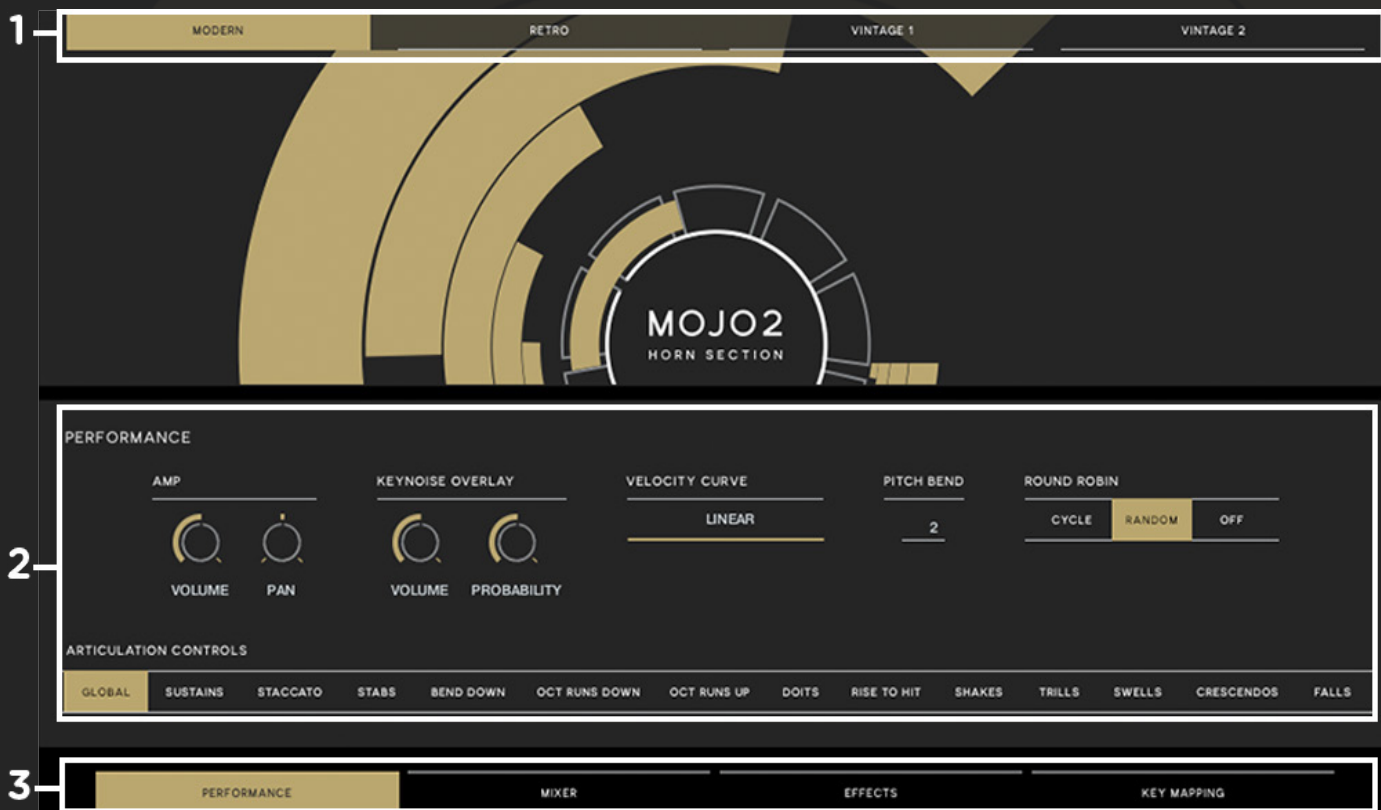 1
MODERN RETRO VINTAGE 1 VINTAGE 2
MOJO2
HORN SECTION
2
PERFORMANCE
AMP KEYNOISE OVERLAY VELOCITY CURVE PITCH BEND ROUND ROBIN
LINEAR 2 CYCLE RANDOM OFF
VOLUME PAN VOLUME PROBABILITY
ARTICULATION CONTROLS
GLOBAL SUSTAINS STACCATO STABS BEND DOWN OCT RUNS DOWN OCT RUNS UP DOITS RISE TO HIT SHAKES TRILLS SWELLS CRESCENDOS FALLS
3
PERFORMANCE MIXER EFFECTS KEY MAPPING